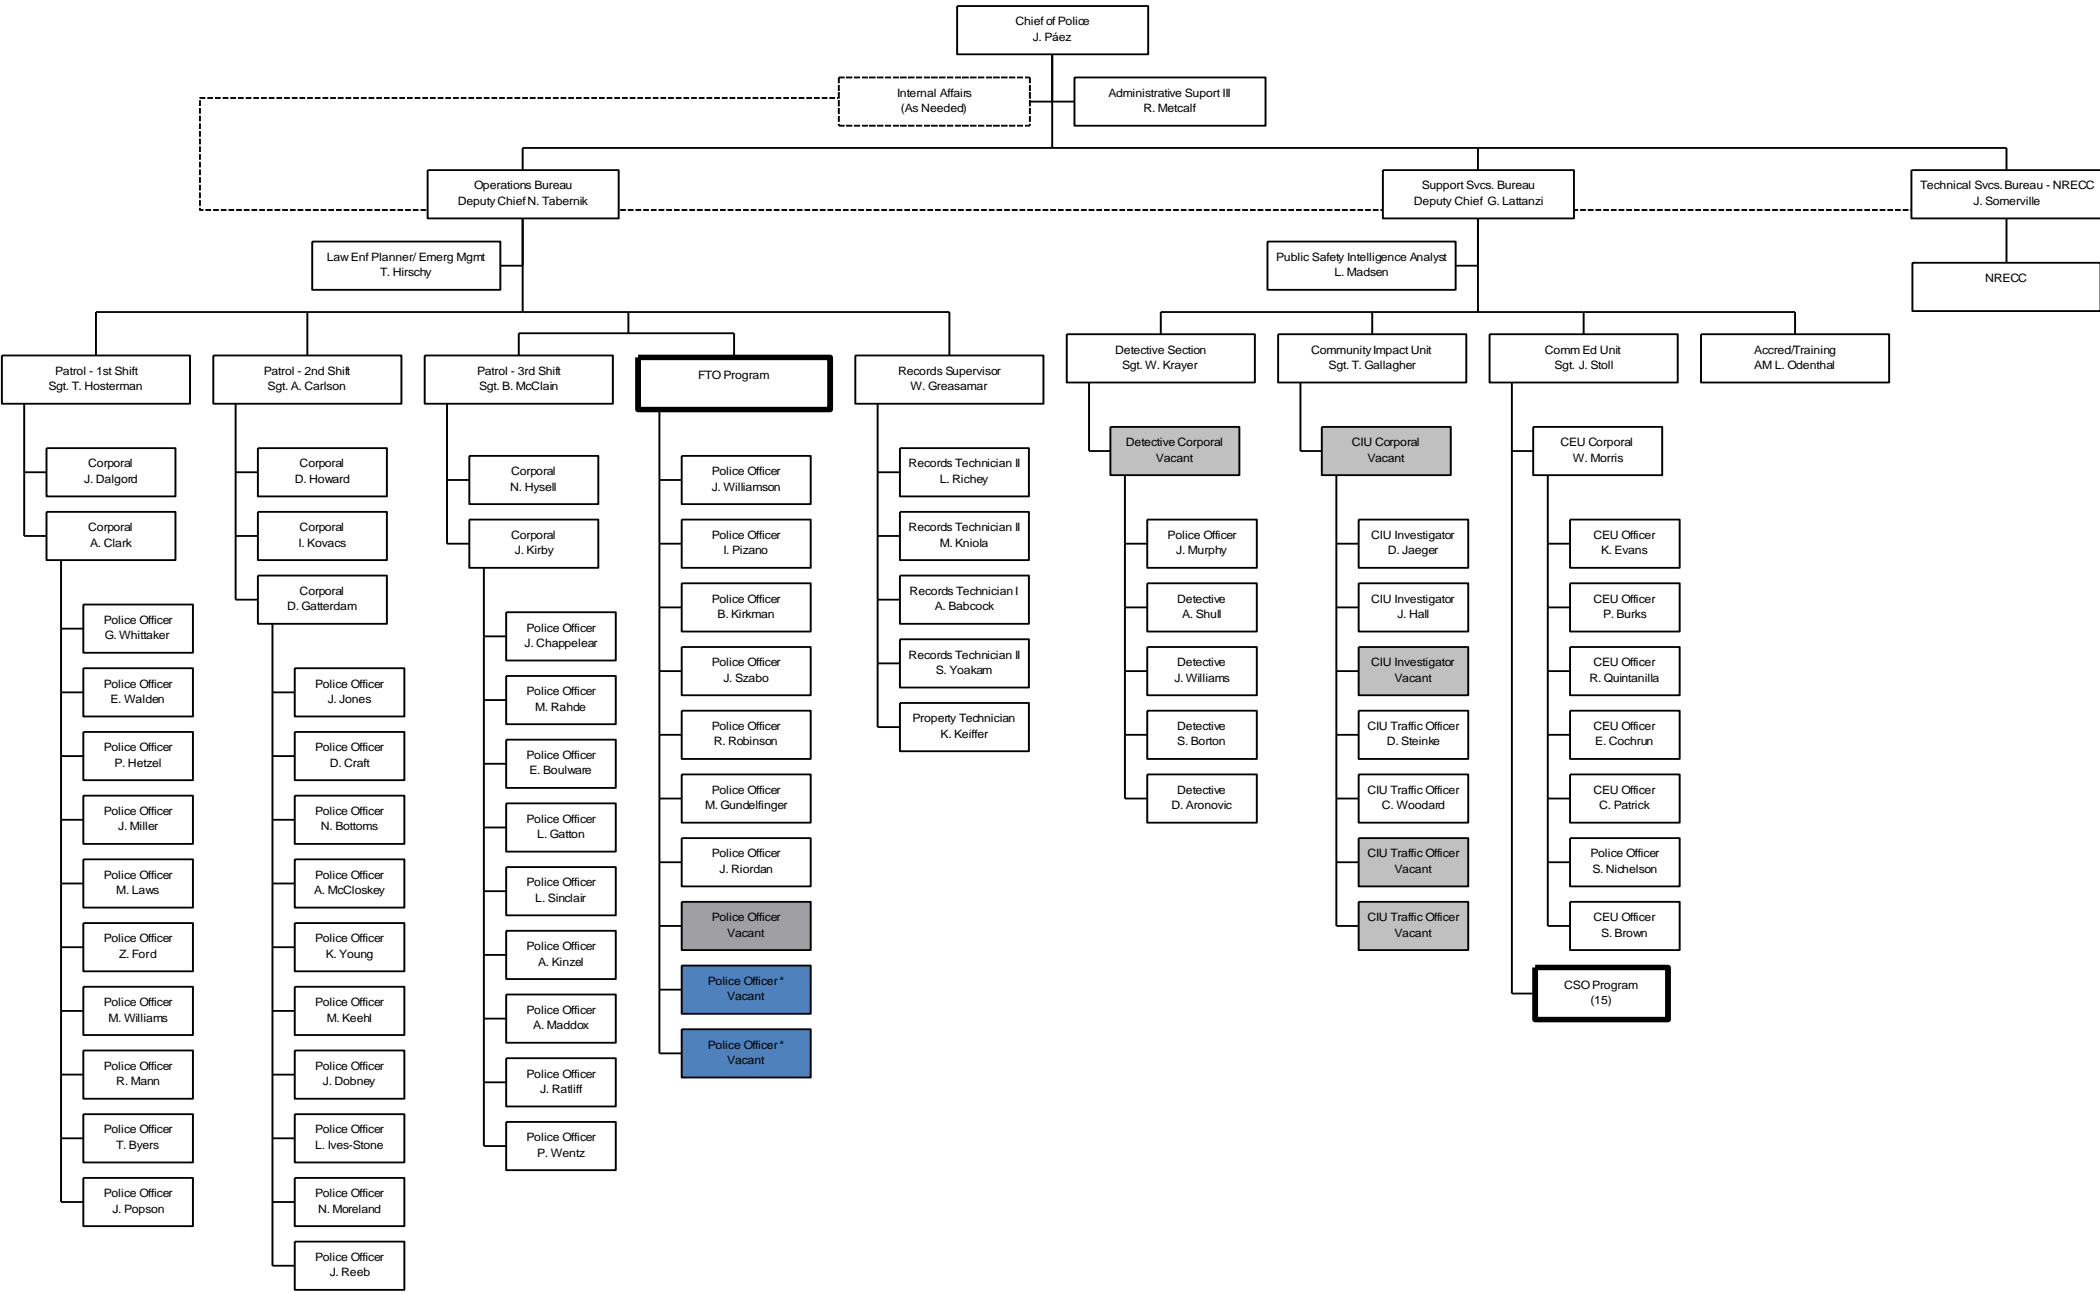 Chief of Police
J. Páez
Internal Affairs
(As Needed)
Administrative Suport III
R. Metcalf
Operations Bureau
Deputy Chief N. Tabernik
Support Svcs. Bureau
Deputy Chief G. Lattanzi
Technical Svcs. Bureau - NRECC
J. Somerville
Law Enf Planner/ Emerg Mgmt
T. Hirschy
Public Safety Intelligence Analyst
L. Madsen
NRECC
Patrol - 1st Shift
Sgt. T. Hosterman
Patrol - 2nd Shift
Sgt. A. Carlson
Patrol - 3rd Shift
Sgt. B. McClain
FTO Program
Records Supervisor
W. Greasamar
Detective Section
Sgt. W. Krayer
Community Impact Unit
Sgt. T. Gallagher
Comm Ed Unit
Sgt. J. Stoll
Accred/Training
AM L. Odenthal
Corporal
J. Dalgord
Corporal
A. Clark
Police Officer
G. Whittaker
Police Officer
E. Walden
Police Officer
P. Hetzel
Police Officer
J. Miller
Police Officer
M. Laws
Police Officer
Z. Ford
Police Officer
M. Williams
Police Officer
R. Mann
Police Officer
T. Byers
Police Officer
J. Popson
Corporal
D. Howard
Corporal
I. Kovacs
Corporal
D. Gatterdam
Police Officer
J. Jones
Police Officer
D. Craft
Police Officer
N. Bottoms
Police Officer
A. McCloskey
Police Officer
K. Young
Police Officer
M. Keehl
Police Officer
J. Dobney
Police Officer
L. Ives-Stone
Police Officer
N. Moreland
Police Officer
J. Reeb
Corporal
N. Hysell
Corporal
J. Kirby
Police Officer
J. Chappelear
Police Officer
M. Rahde
Police Officer
E. Boulware
Police Officer
L. Gatton
Police Officer
L. Sinclair
Police Officer
A. Kinzel
Police Officer
A. Maddox
Police Officer
J. Ratliff
Police Officer
P. Wentz
Police Officer
J. Williamson
Police Officer
I. Pizano
Police Officer
B. Kirkman
Police Officer
J. Szabo
Police Officer
R. Robinson
Police Officer
M. Gundelfinger
Police Officer
J. Riordan
Police Officer
Vacant
Police Officer *
Vacant
Police Officer *
Vacant
Records Technician II
L. Richey
Records Technician II
M. Kniola
Records Technician I
A. Babcock
Records Technician II
S. Yoakam
Property Technician
K. Keiffer
Detective Corporal
Vacant
Police Officer
J. Murphy
Detective
A. Shull
Detective
J. Williams
Detective
S. Borton
Detective
D. Aronovic
CIU Corporal
Vacant
CIU Investigator
D. Jaeger
CIU Investigator
J. Hall
CIU Investigator
Vacant
CIU Traffic Officer
D. Steinke
CIU Traffic Officer
C. Woodard
CIU Traffic Officer
Vacant
CIU Traffic Officer
Vacant
CEU Corporal
W. Morris
CEU Officer
K. Evans
CEU Officer
P. Burks
CEU Officer
R. Quintanilla
CEU Officer
E. Cochrun
CEU Officer
C. Patrick
Police Officer
S. Nichelson
CEU Officer
S. Brown
CSO Program
(15)